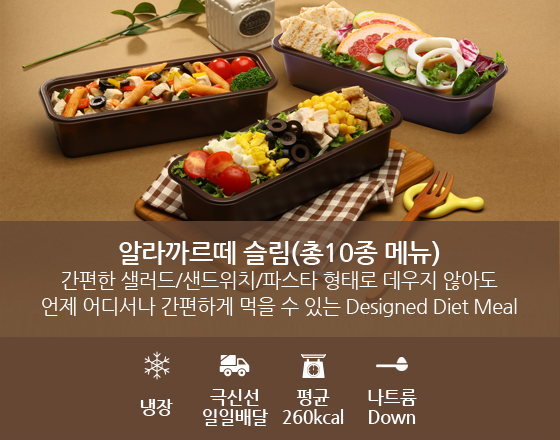 알라까르떼 슬림(총10종 메뉴)
간편한 샐러드/샌드위치/파스타 형태로 데우지 않아도
언제 어디서나 간편하게 먹을 수 있는 Designed Diet Meal
냉장
극신선
일일배달
평균
260kcal
나트륨
Down